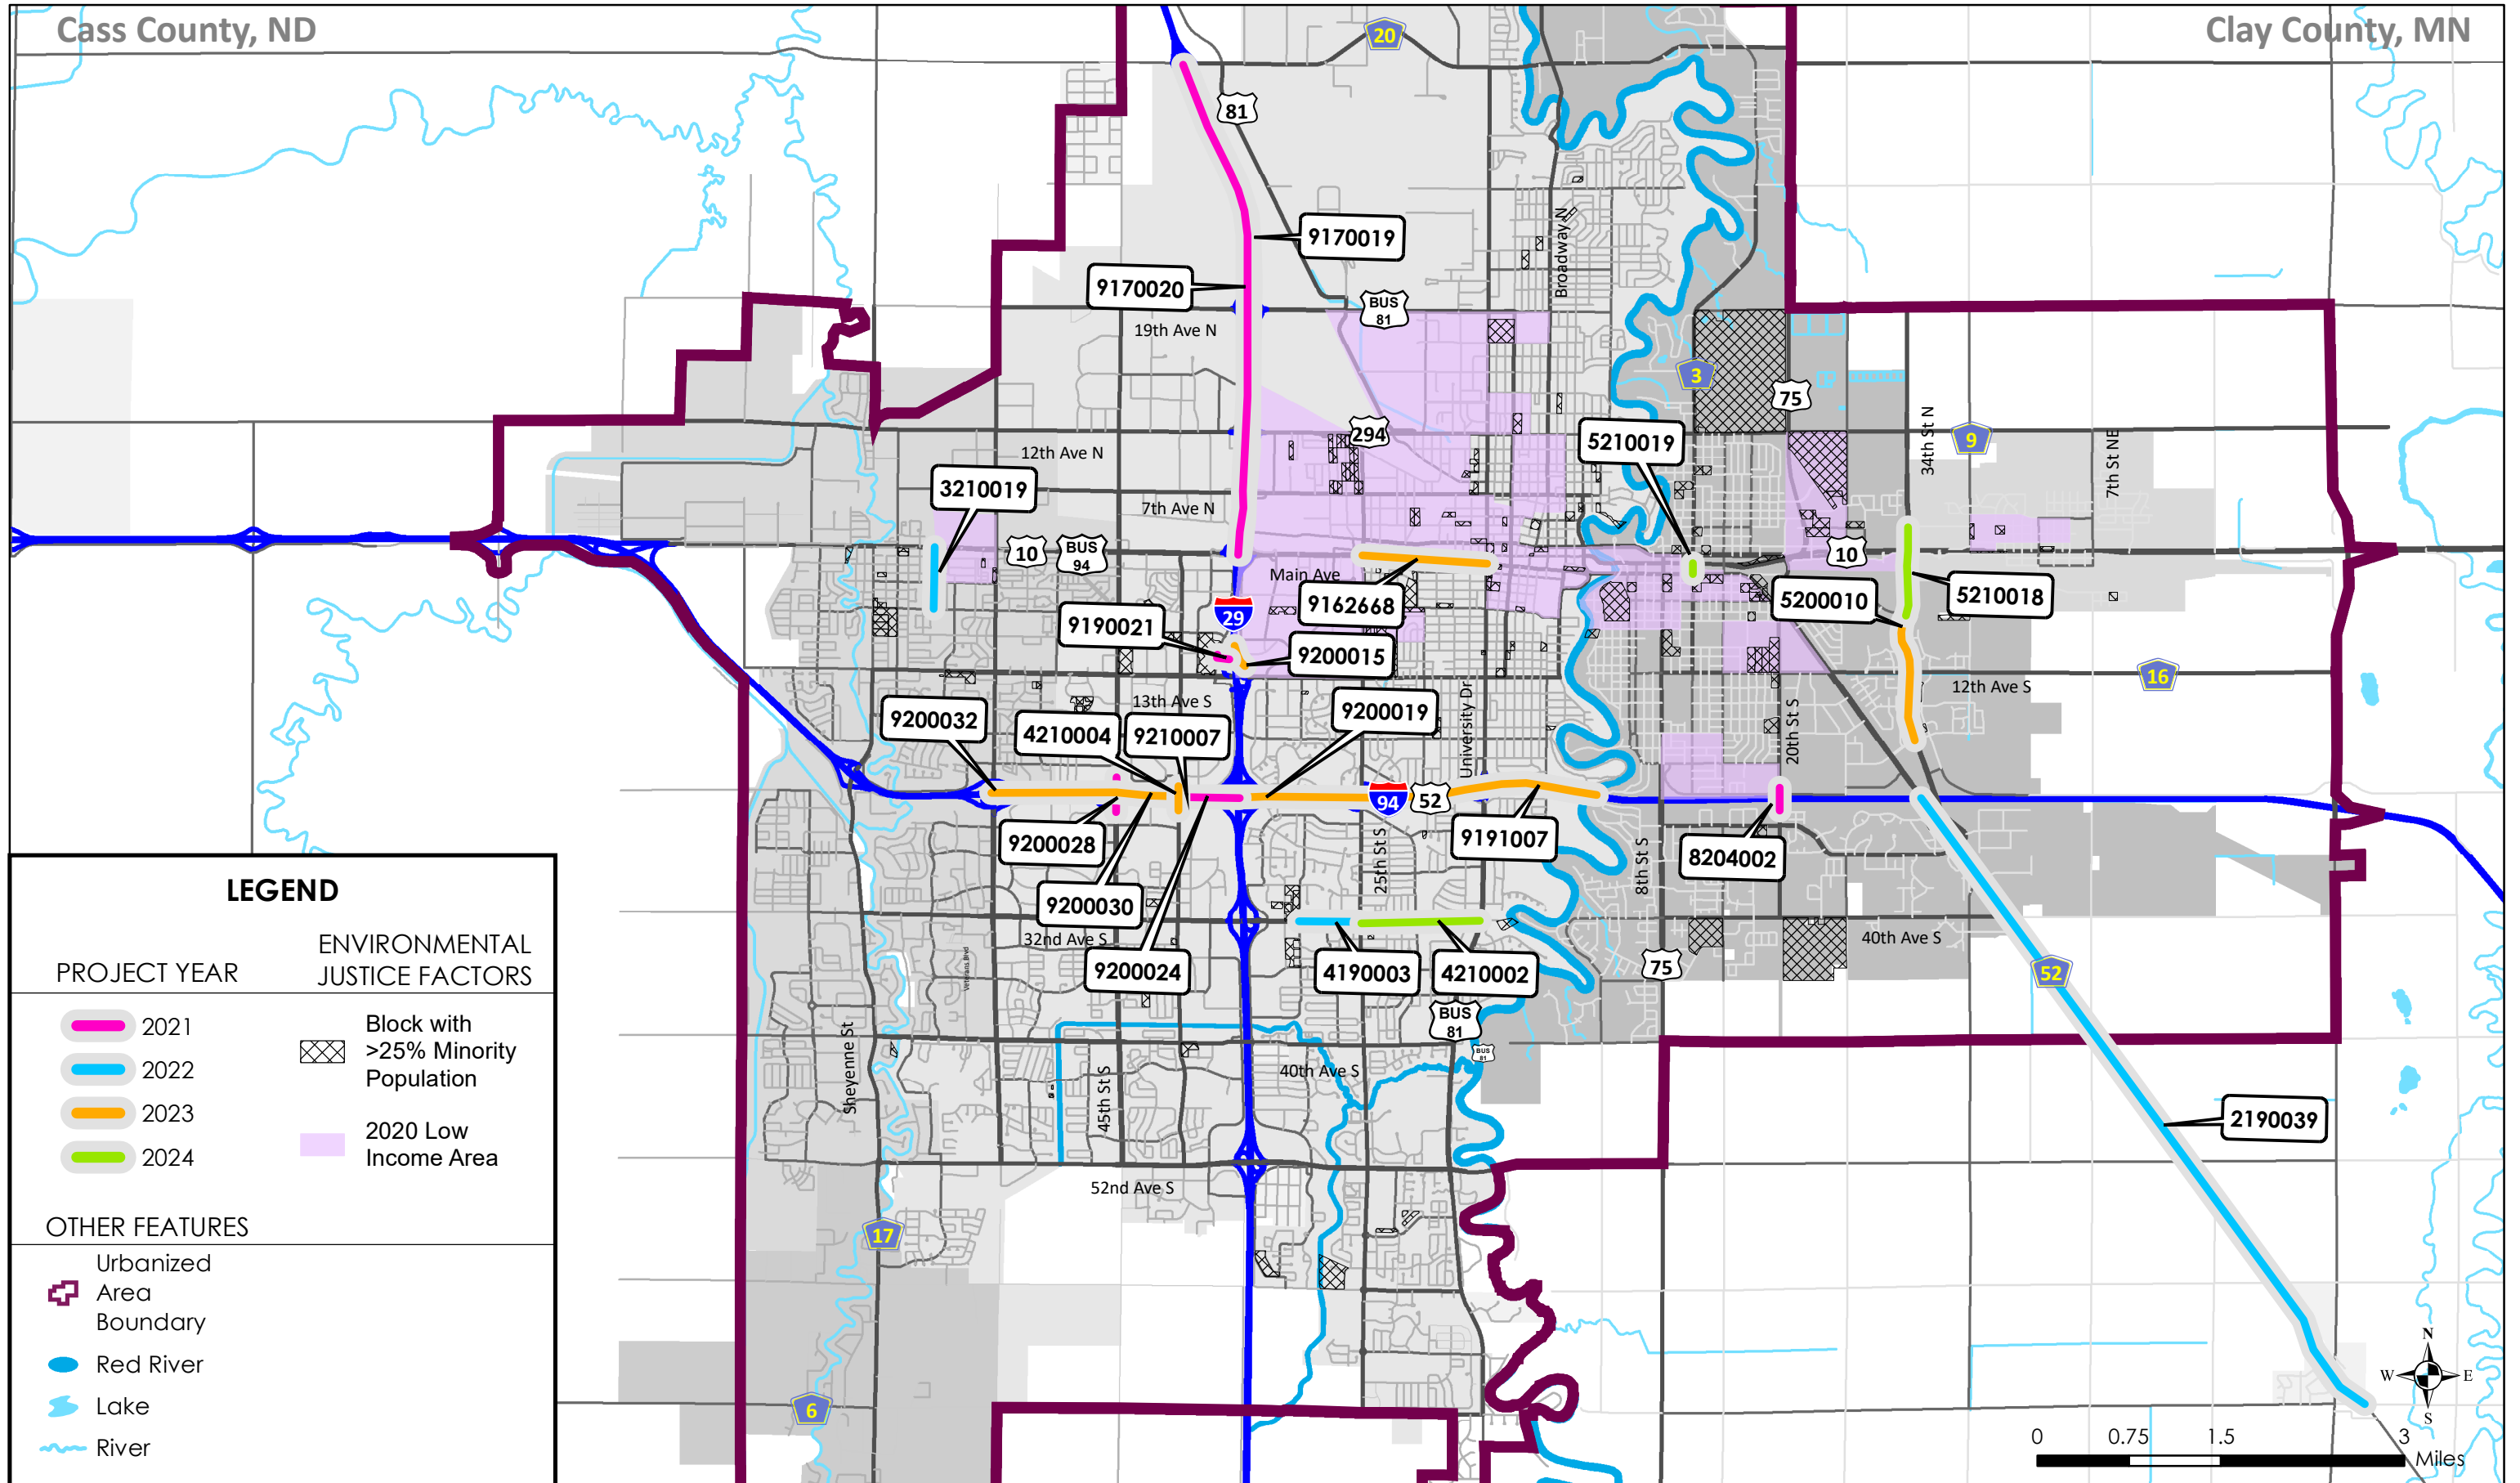 Cass County, ND
Clay County, MN
20
81
9170019
Broadway N
9170020
BUS
81
19th Ave N
3
75
294
34th St N
9
7th St NE
5210019
12th Ave N
3210019
7th Ave N
10
BUS
94
Main Ave
10
9162668
5200010
5210018
29
9190021
9200015
16
12th Ave S
13th Ave S
9200032
4210004
9210007
9200019
University Dr
20th St S
94
52
9200028
9191007
8204002
25th St S
8th St S
9200030
32nd Ave S
40th Ave S
Veterans Blvd
9200024
4190003
4210002
75
52
BUS
81
BUS
81
Sheyenne St
45th St S
40th Ave S
2190039
52nd Ave S
17
6
LEGEND
PROJECT YEAR
2021
2022
2023
2024
ENVIRONMENTAL
JUSTICE FACTORS
Block with
>25% Minority
Population
2020 Low
Income Area
OTHER FEATURES
Urbanized
Area
Boundary
Red River
Lake
River
N
W
E
S
0
0.75
1.5
3
Miles